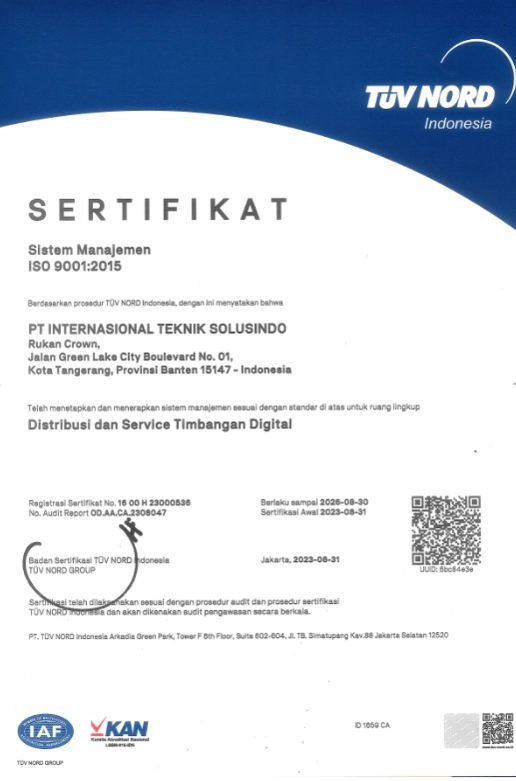 TÜV NORD
Indonesia
SERTIFIKAT
Sistem Manajemen
ISO 9001:2015
Berdasarkan prosedur TÜV NORD Indonesia, dengan ini menyatakan bahwa
PT INTERNASIONAL TEKNIK SOLUSINDO
Rukan Crown,
Jalan Green Lake City Boulevard No. 01,
Kota Tangerang, Provinsi Banten 15147 - Indonesia
Telah menetapkan dan menerapkan sistem manajemen sesuai dengan standar di atas untuk ruang lingkup
Distribusi dan Service Timbangan Digital
Registrasi Sertifikat No. 16 00 H 23000536
No. Audit Report OD.AA.CA.2308047
Berlaku sampai 2026-08-30
Sertifikasi Awal 2023-08-31
UUID: 6bc84e3e
Badan Sertifikasi TÜV NORD Indonesia
TÜV NORD GROUP
Jakarta, 2023-08-31
Sertifikasi telah dilaksanakan sesuai dengan prosedur audit dan prosedur sertifikasi
TÜV NORD Indonesia dan akan dikenakan audit pengawasan secara berkala.
PT. TÜV NORD Indonesia Arkadia Green Park, Tower F 6th Floor, Suite 602-604, Jl. TB. Simatupang Kav.88 Jakarta Selatan 12520
IAF
KAN
Komite Akreditasi Nasional
ID 1659 CA
TÜV NORD GROUP